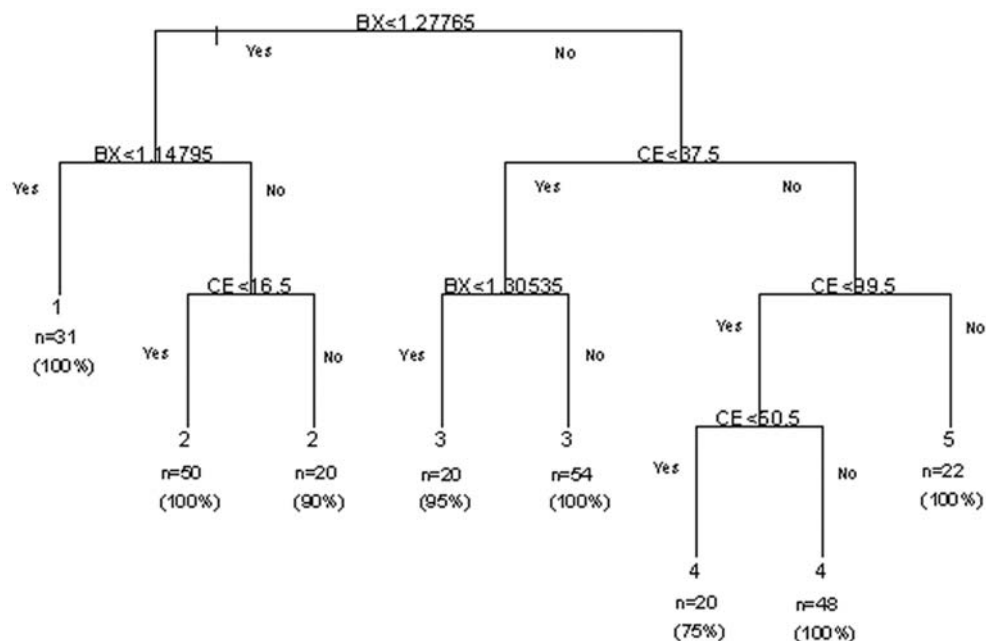 BX<1.27765
Yes No
BX<1.14795 CE<37.5
Yes No Yes No
CE<16.5 BX<1.30535 CE<99.5
1
n=31
(100%)
Yes No Yes No Yes No
CE<50.5
2 2 3 3 5
n=50 n=20 n=20 n=54 n=22
(100%) (90%) (95%) (100%) (100%)
Yes No
4 4
n=20 n=48
(75%) (100%)